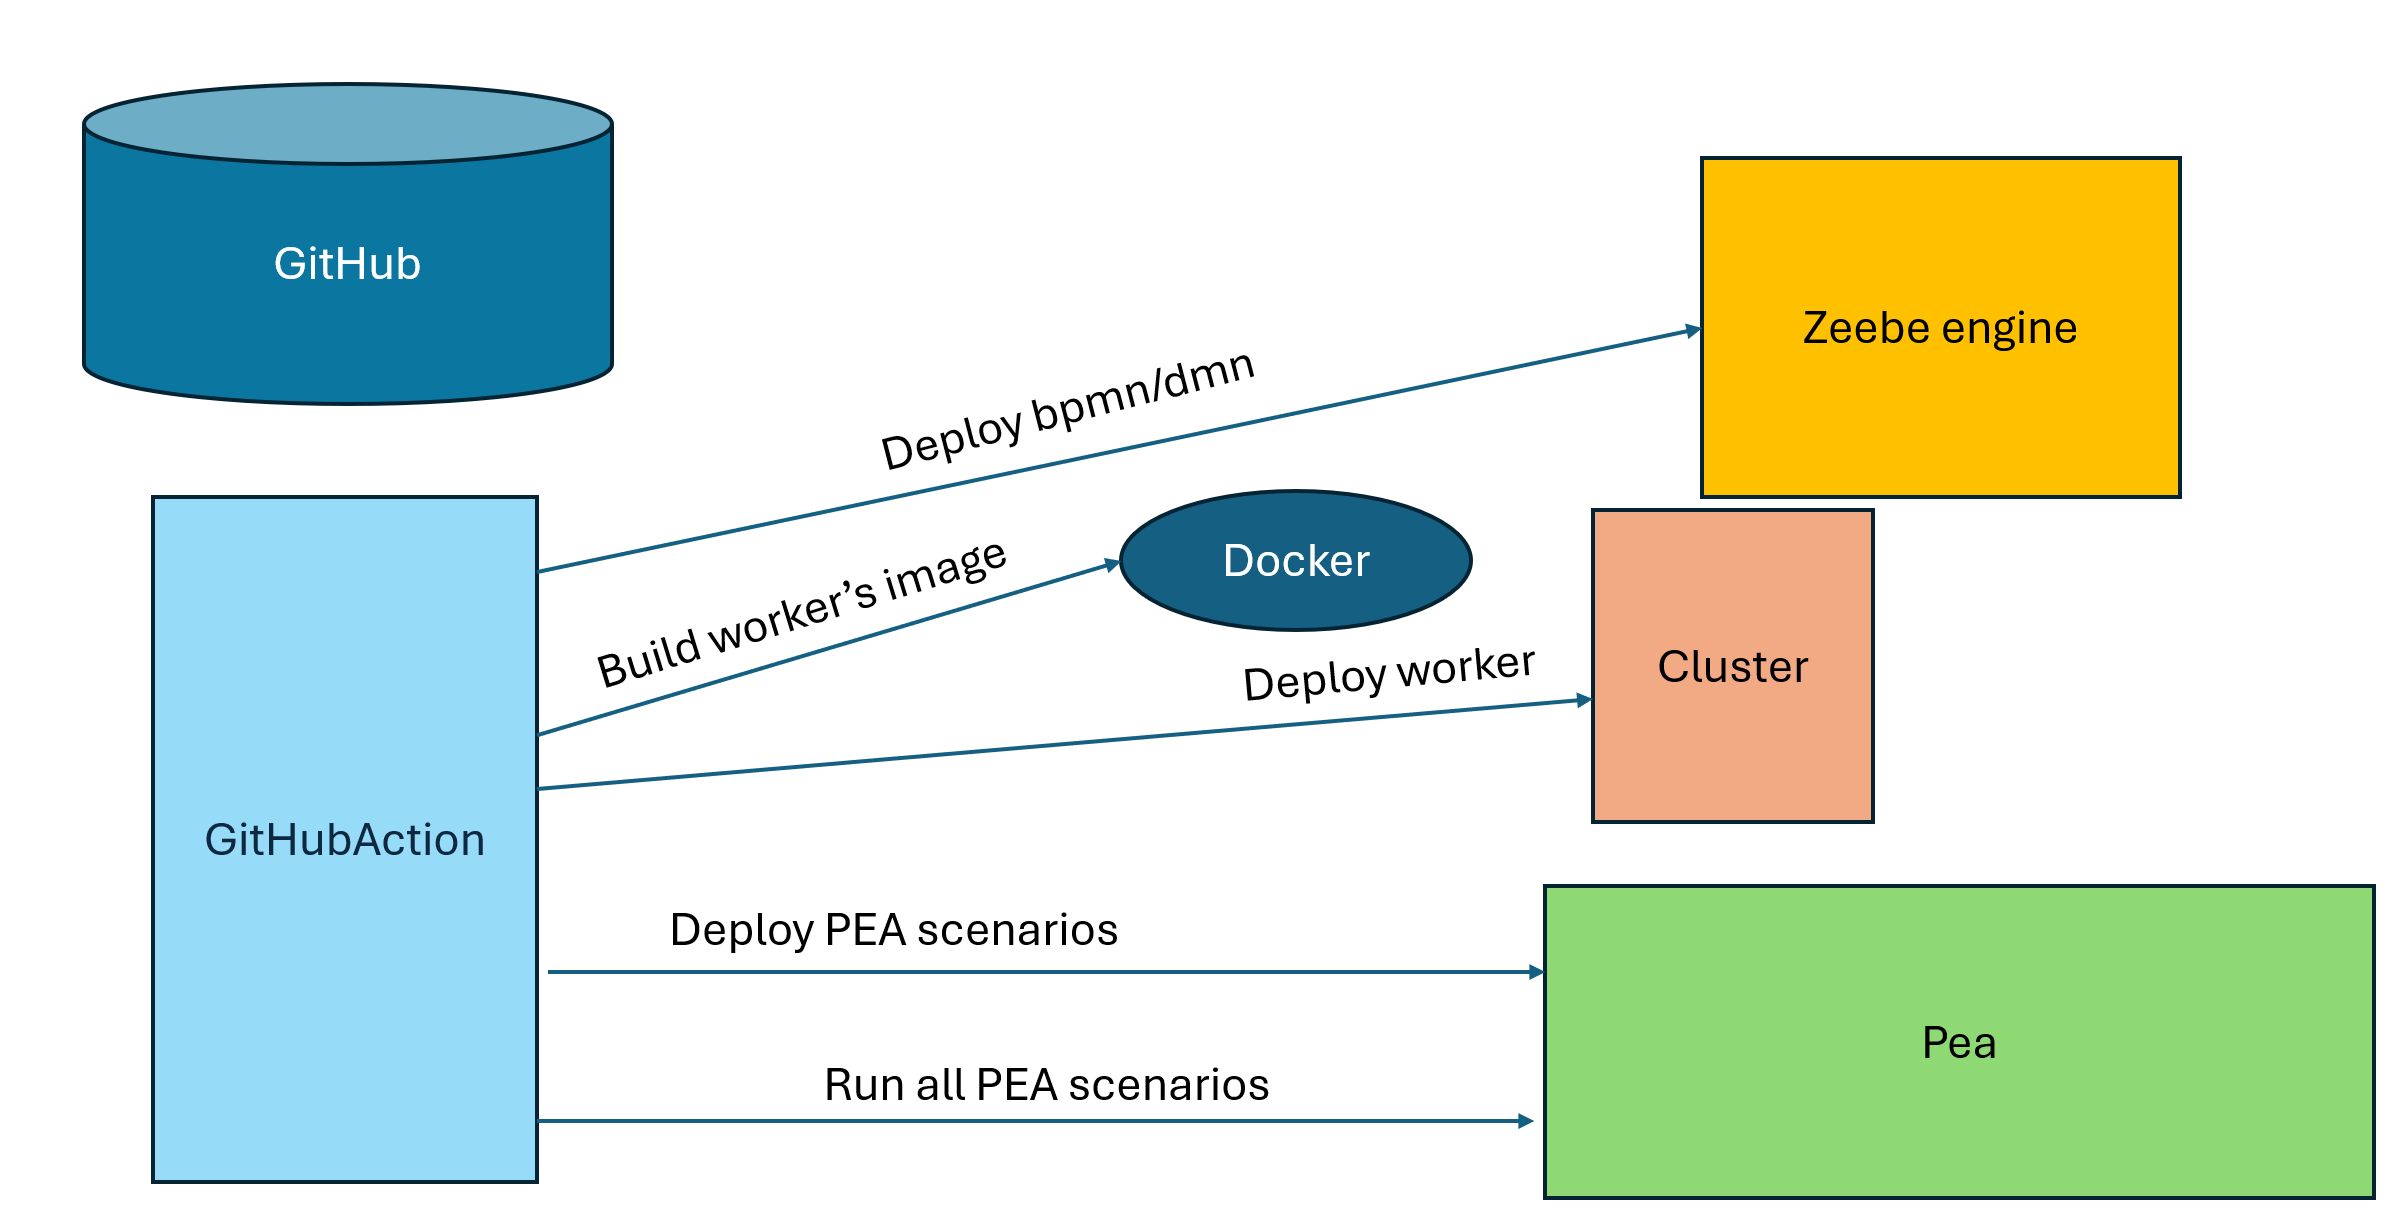 GitHub
Zeebe engine
Deploy bpmn/dmn
Docker
Build worker’s image
Cluster
Deploy worker
GitHubAction
Deploy PEA scenarios
Pea
Run all PEA scenarios